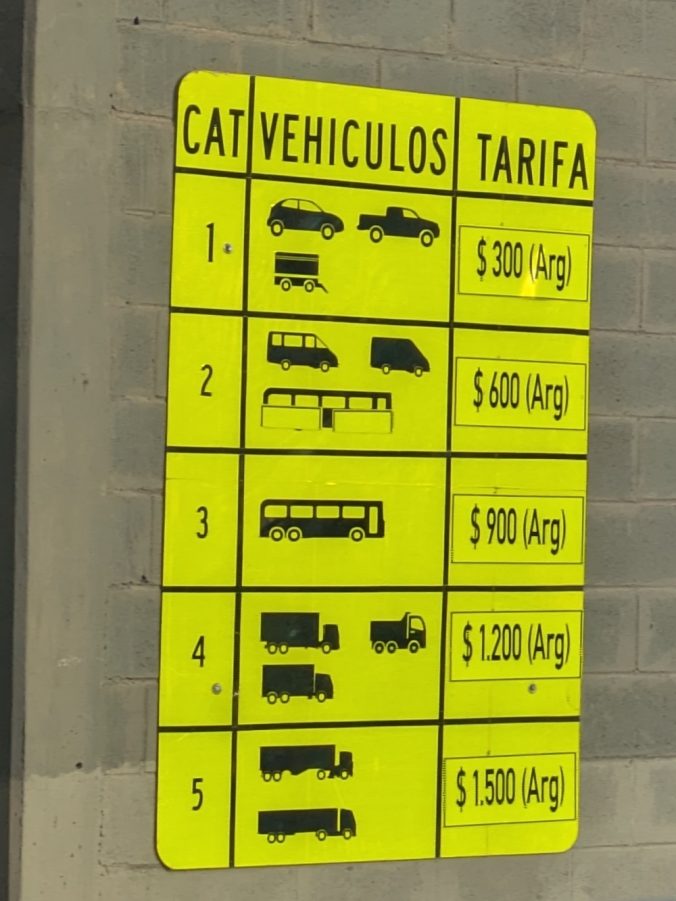 CAT VEHICULOS TARIFA
1 $ 300 (Arg)
2 $ 600 (Arg)
3 $ 900 (Arg)
4 $ 1.200 (Arg)
5 $ 1.500 (Arg)